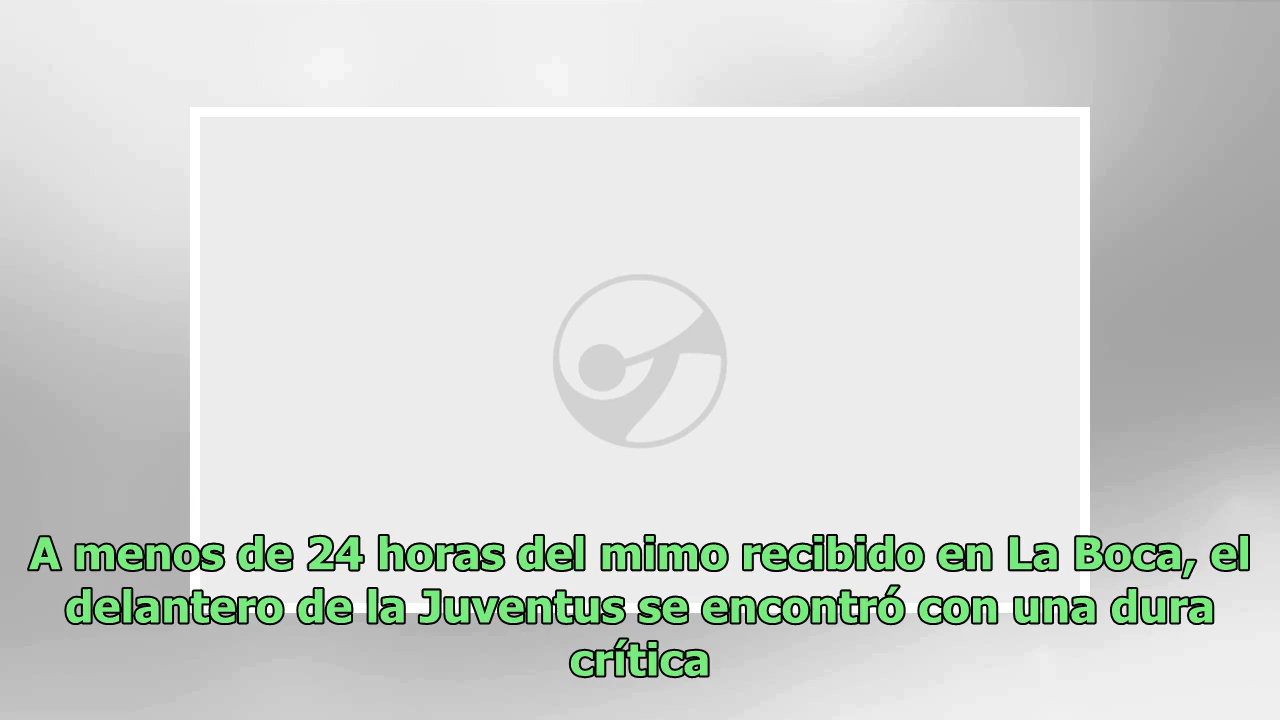 A menos de 24 horas del mimo recibido en La Boca, el
delantero de la Juventus se encontró con una dura
crítica